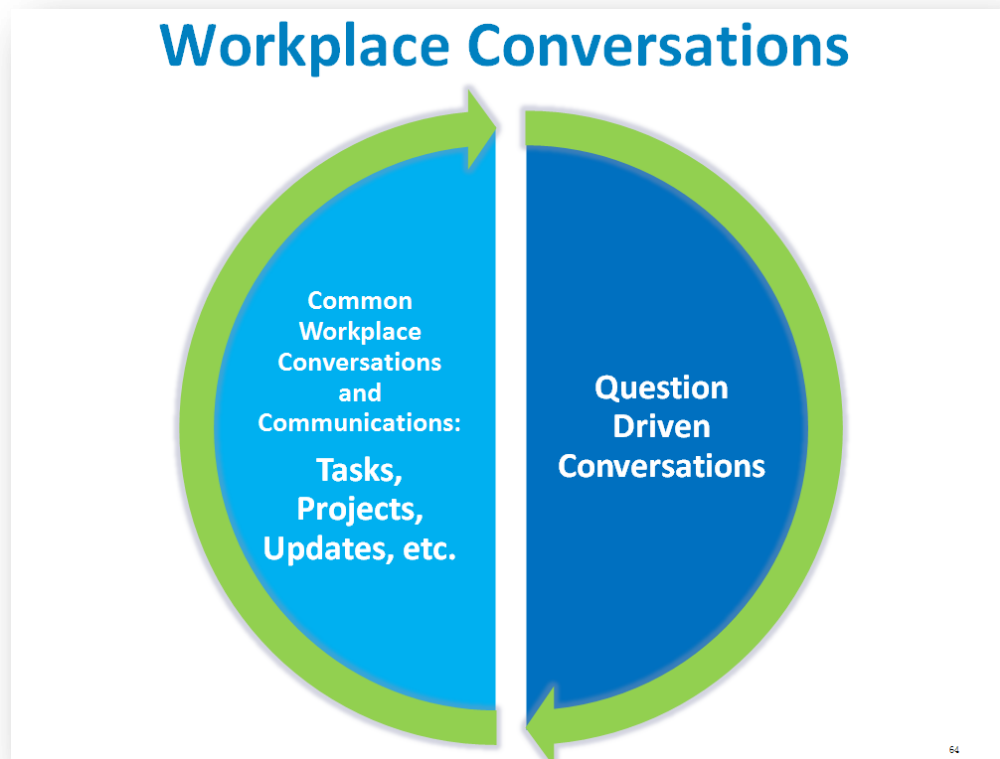 Workplace Conversations
Common
Workplace
Conversations
and
Communications:
Tasks,
Projects,
Updates, etc.
Question
Driven
Conversations
64